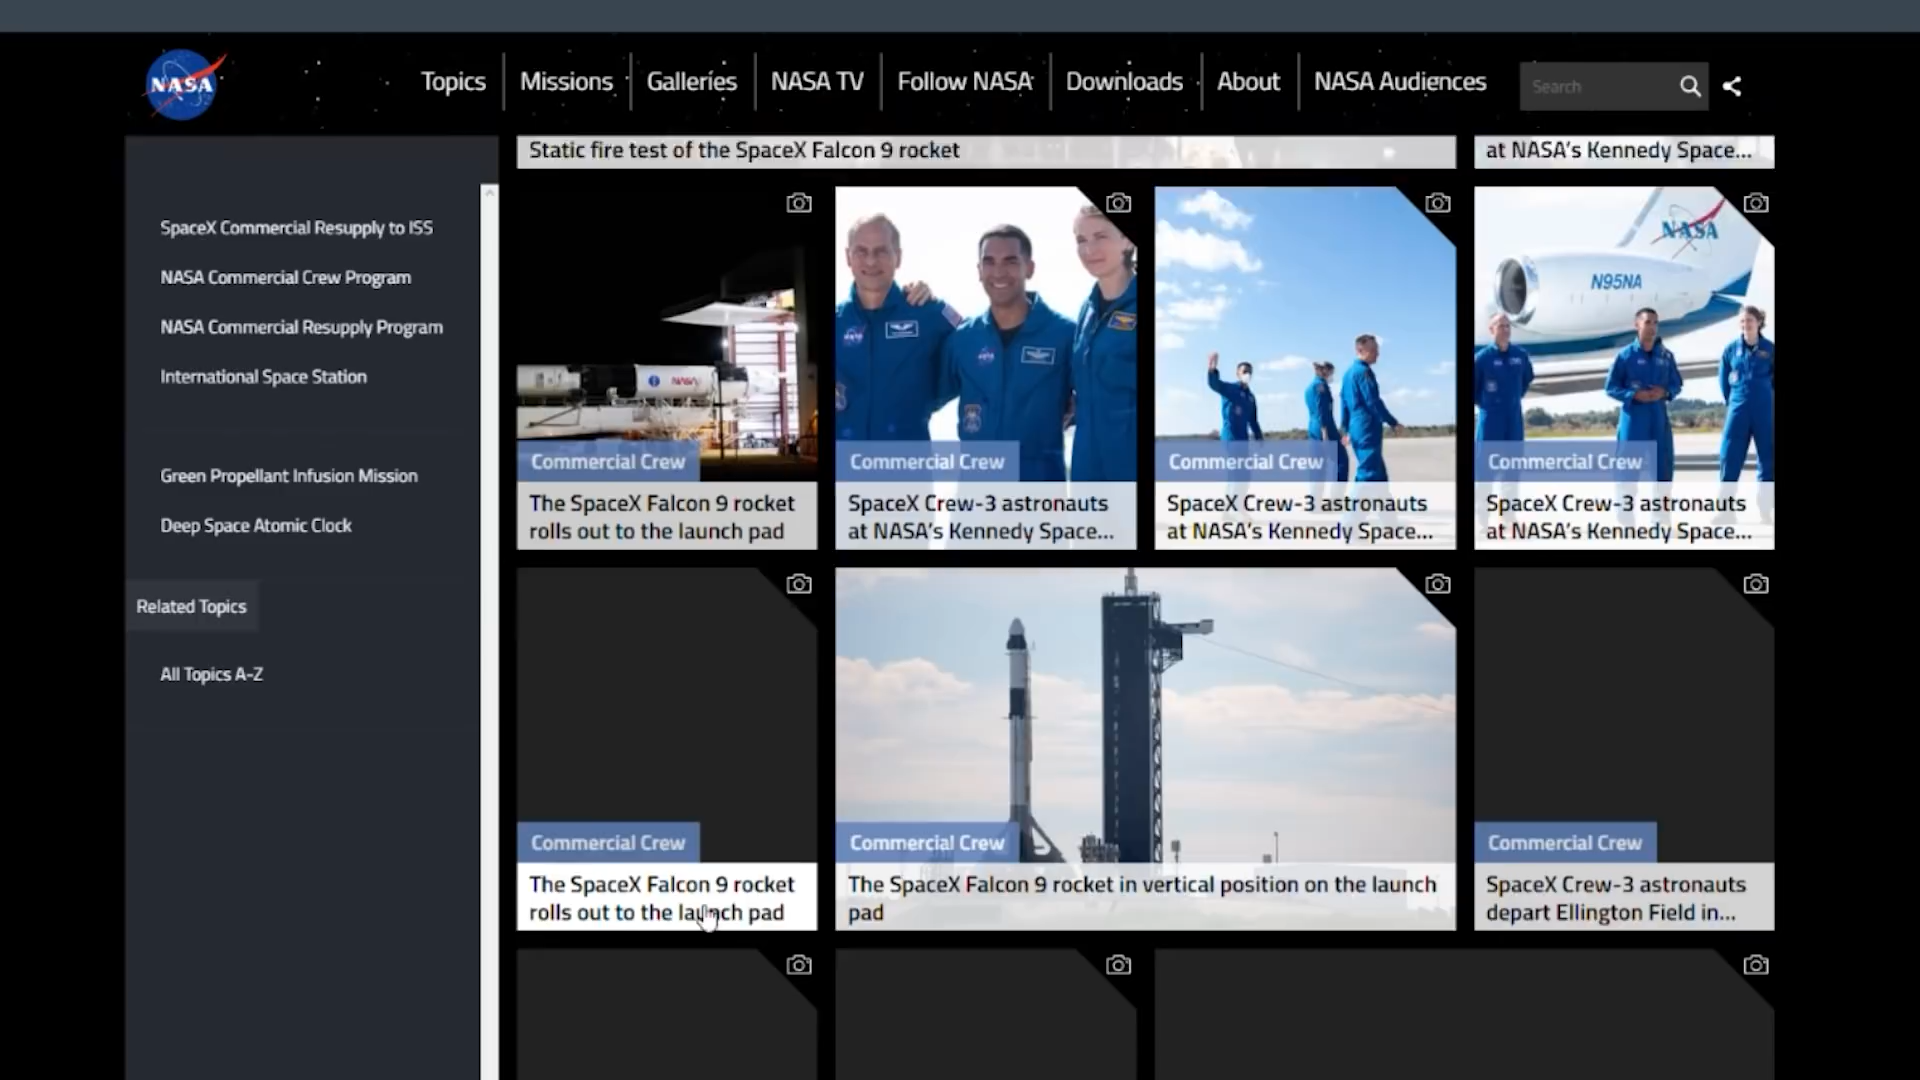 NASA
Topics
Missions
Galleries
NASA TV
Follow NASA
Downloads
About
NASA Audiences
Search
Static fire test of the SpaceX Falcon 9 rocket
at NASA's Kennedy Space...
SpaceX Commercial Resupply to ISS
NASA Commercial Crew Program
NASA Commercial Resupply Program
International Space Station
Green Propellant Infusion Mission
Deep Space Atomic Clock
Related Topics
All Topics A-Z
NASA
Commercial Crew
The SpaceX Falcon 9 rocket
rolls out to the launch pad
Commercial Crew
SpaceX Crew-3 astronauts
at NASA's Kennedy Space...
Commercial Crew
SpaceX Crew-3 astronauts
at NASA's Kennedy Space...
NASA
N95NA
Commercial Crew
SpaceX Crew-3 astronauts
at NASA's Kennedy Space...
Commercial Crew
The SpaceX Falcon 9 rocket
rolls out to the launch pad
Commercial Crew
The SpaceX Falcon 9 rocket in vertical position on the launch
pad
Commercial Crew
SpaceX Crew-3 astronauts
depart Ellington Field in...